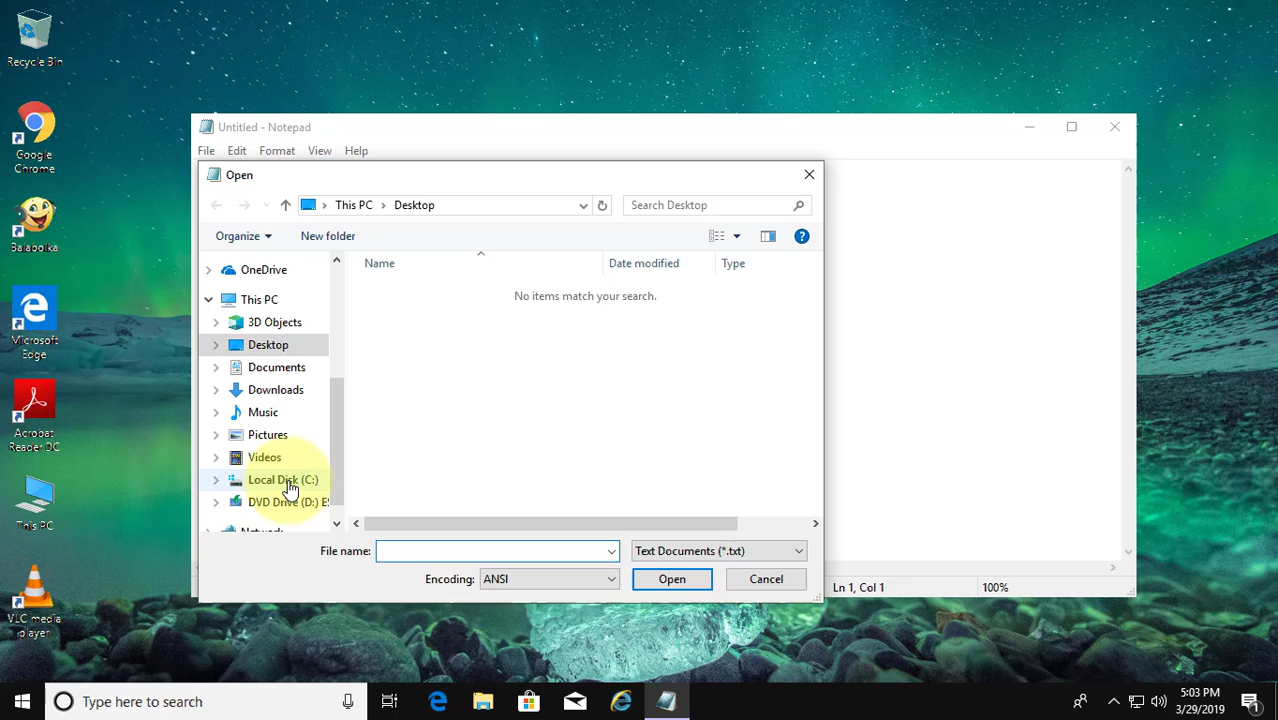 Recycle Bin
Google
Chrome
Balabolka
Microsoft
Edge
Acrobat
Reader DC
This PC
VLC media
player
Untitled - Notepad
File Edit Format View Help
Open
This PC Desktop
Search Desktop
Organize New folder
Name Date modified Type
No items match your search.
OneDrive
This PC
3D Objects
Desktop
Documents
Downloads
Music
Pictures
Videos
Local Disk (C:)
DVD Drive (D:) E
Network
File name: Text Documents (*.txt)
Encoding: ANSI Open Cancel
Ln 1, Col 1 100%
Type here to search
5:03 PM
3/29/2019
1